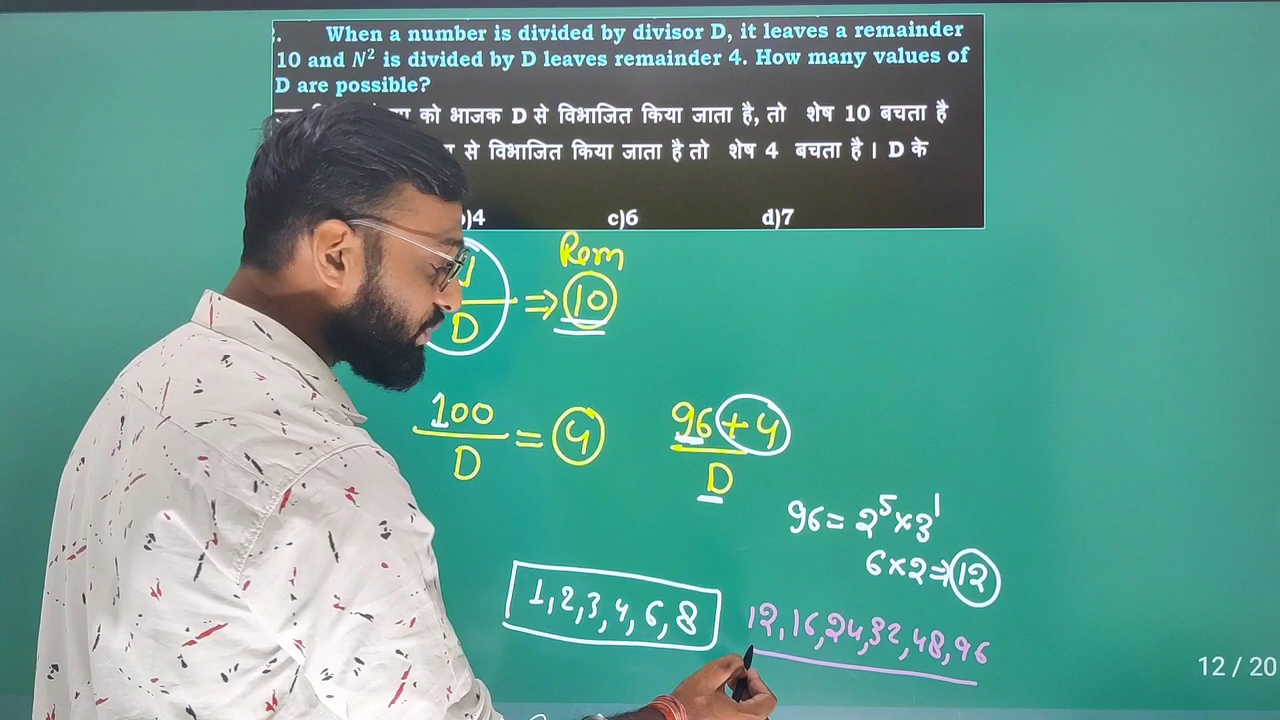 When a number is divided by divisor D, it leaves a remainder
10 and N² is divided by D leaves remainder 4. How many values of
D are possible?
को भाजक D से विभाजित किया जाता है, तो शेष 10 बचता है
से विभाजित किया जाता है तो शेष 4 बचता है। D के
)4 c)6 d)7
Rem
D ⇒ 10
100/D = 4
96+4/D
96 = 2⁵×3¹
6×2⇒12
1,2,3,4,6,8
12,16,24,32,48,96
12 / 20